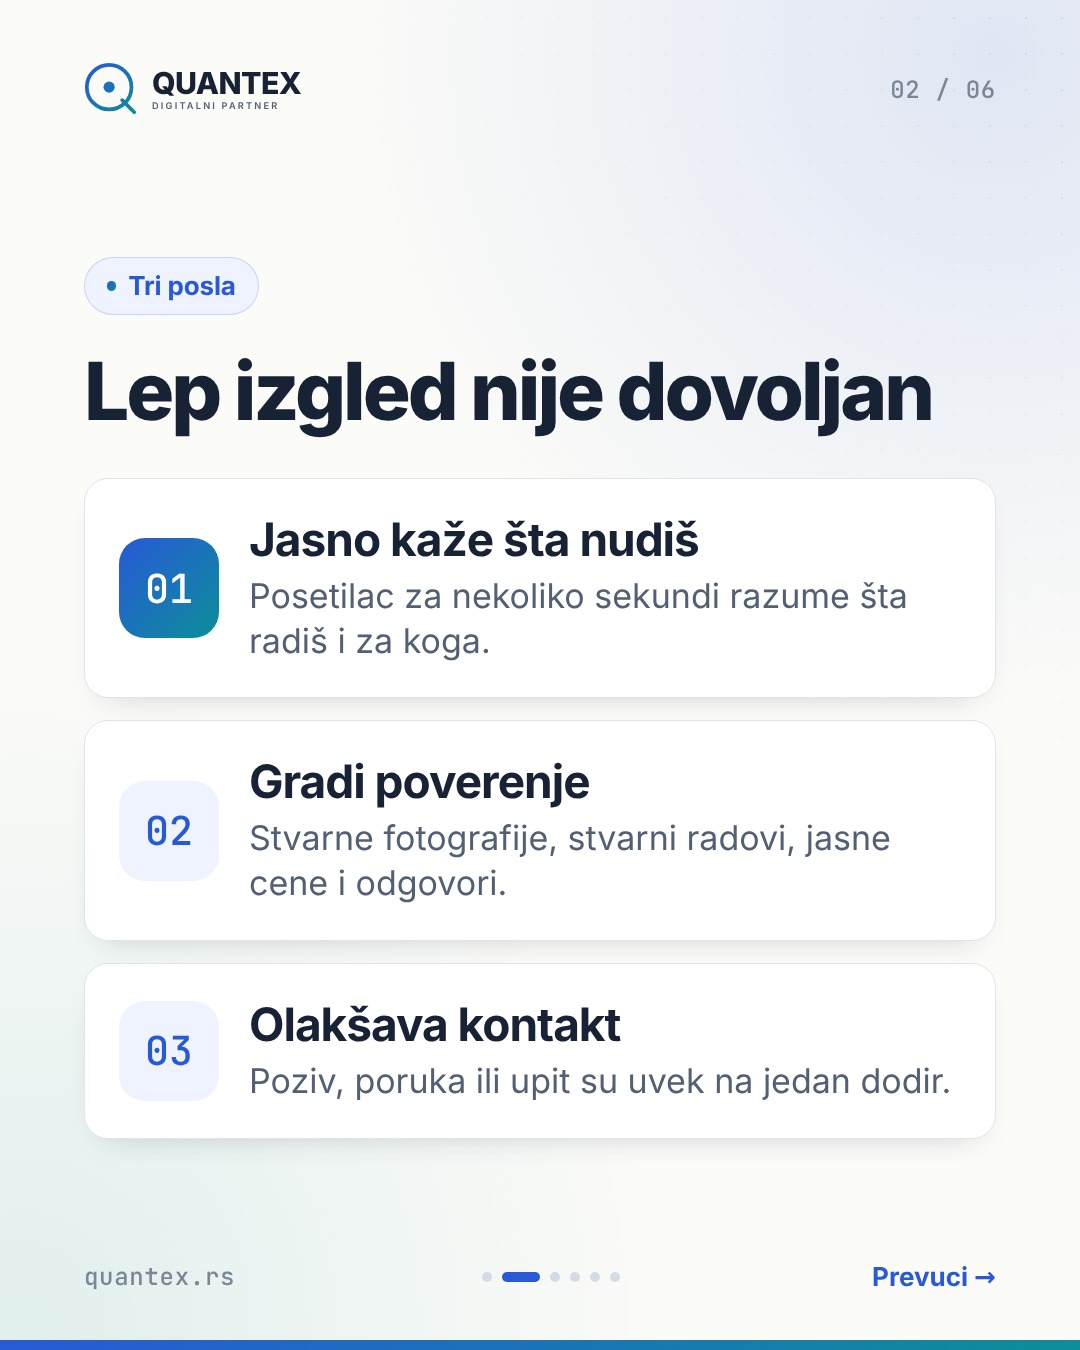 QUANTEX
DIGITALNI PARTNER
02 / 06
Tri posla
Lep izgled nije dovoljan
01
Jasno kaže šta nudiš
Posetilac za nekoliko sekundi razume šta
radiš i za koga.
02
Gradi poverenje
Stvarne fotografije, stvarni radovi, jasne
cene i odgovori.
03
Olakšava kontakt
Poziv, poruka ili upit su uvek na jedan dodir.
quantex.rs
Prevuci →